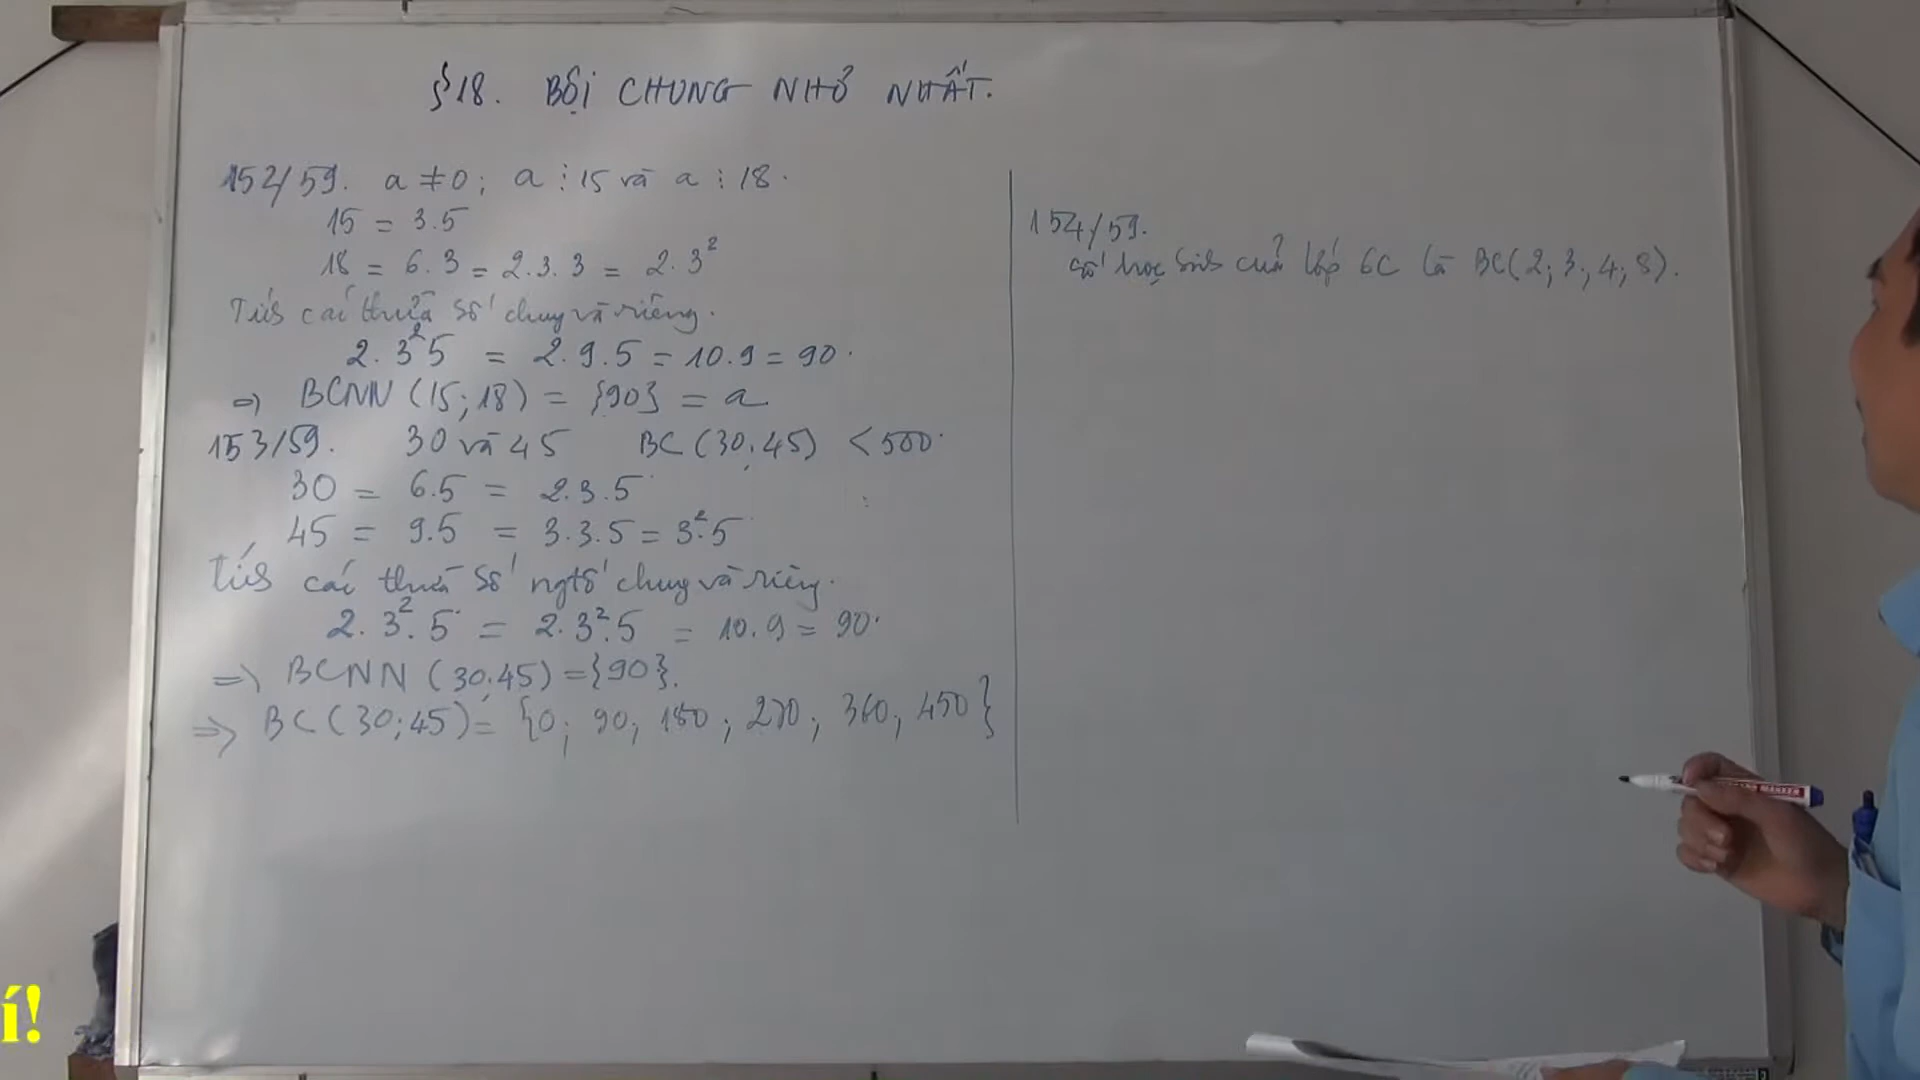 §18. BỘI CHUNG NHỎ NHẤT.
152/59. a ≠ 0; a ⋮ 15 và a ⋮ 18.
15 = 3.5
18 = 6.3 = 2.3.3 = 2.3²
Tích các thừa số chung và riêng.
2.3²5 = 2.9.5 = 10.9 = 90.
⇒ BCNN (15;18) = {90} = a
153/59. 30 và 45 BC (30;45) < 500.
30 = 6.5 = 2.3.5
45 = 9.5 = 3.3.5 = 3².5
Tích các thừa số ngtố chung và riêng.
2.3².5 = 2.3².5 = 10.9 = 90.
⇒ BCNN (30;45) = {90}.
⇒ BC (30;45) = {0; 90; 180; 270; 360; 450}
154/59.
số học sinh của lớp 6C là BC(2; 3; 4; 8).
MARKER
í!